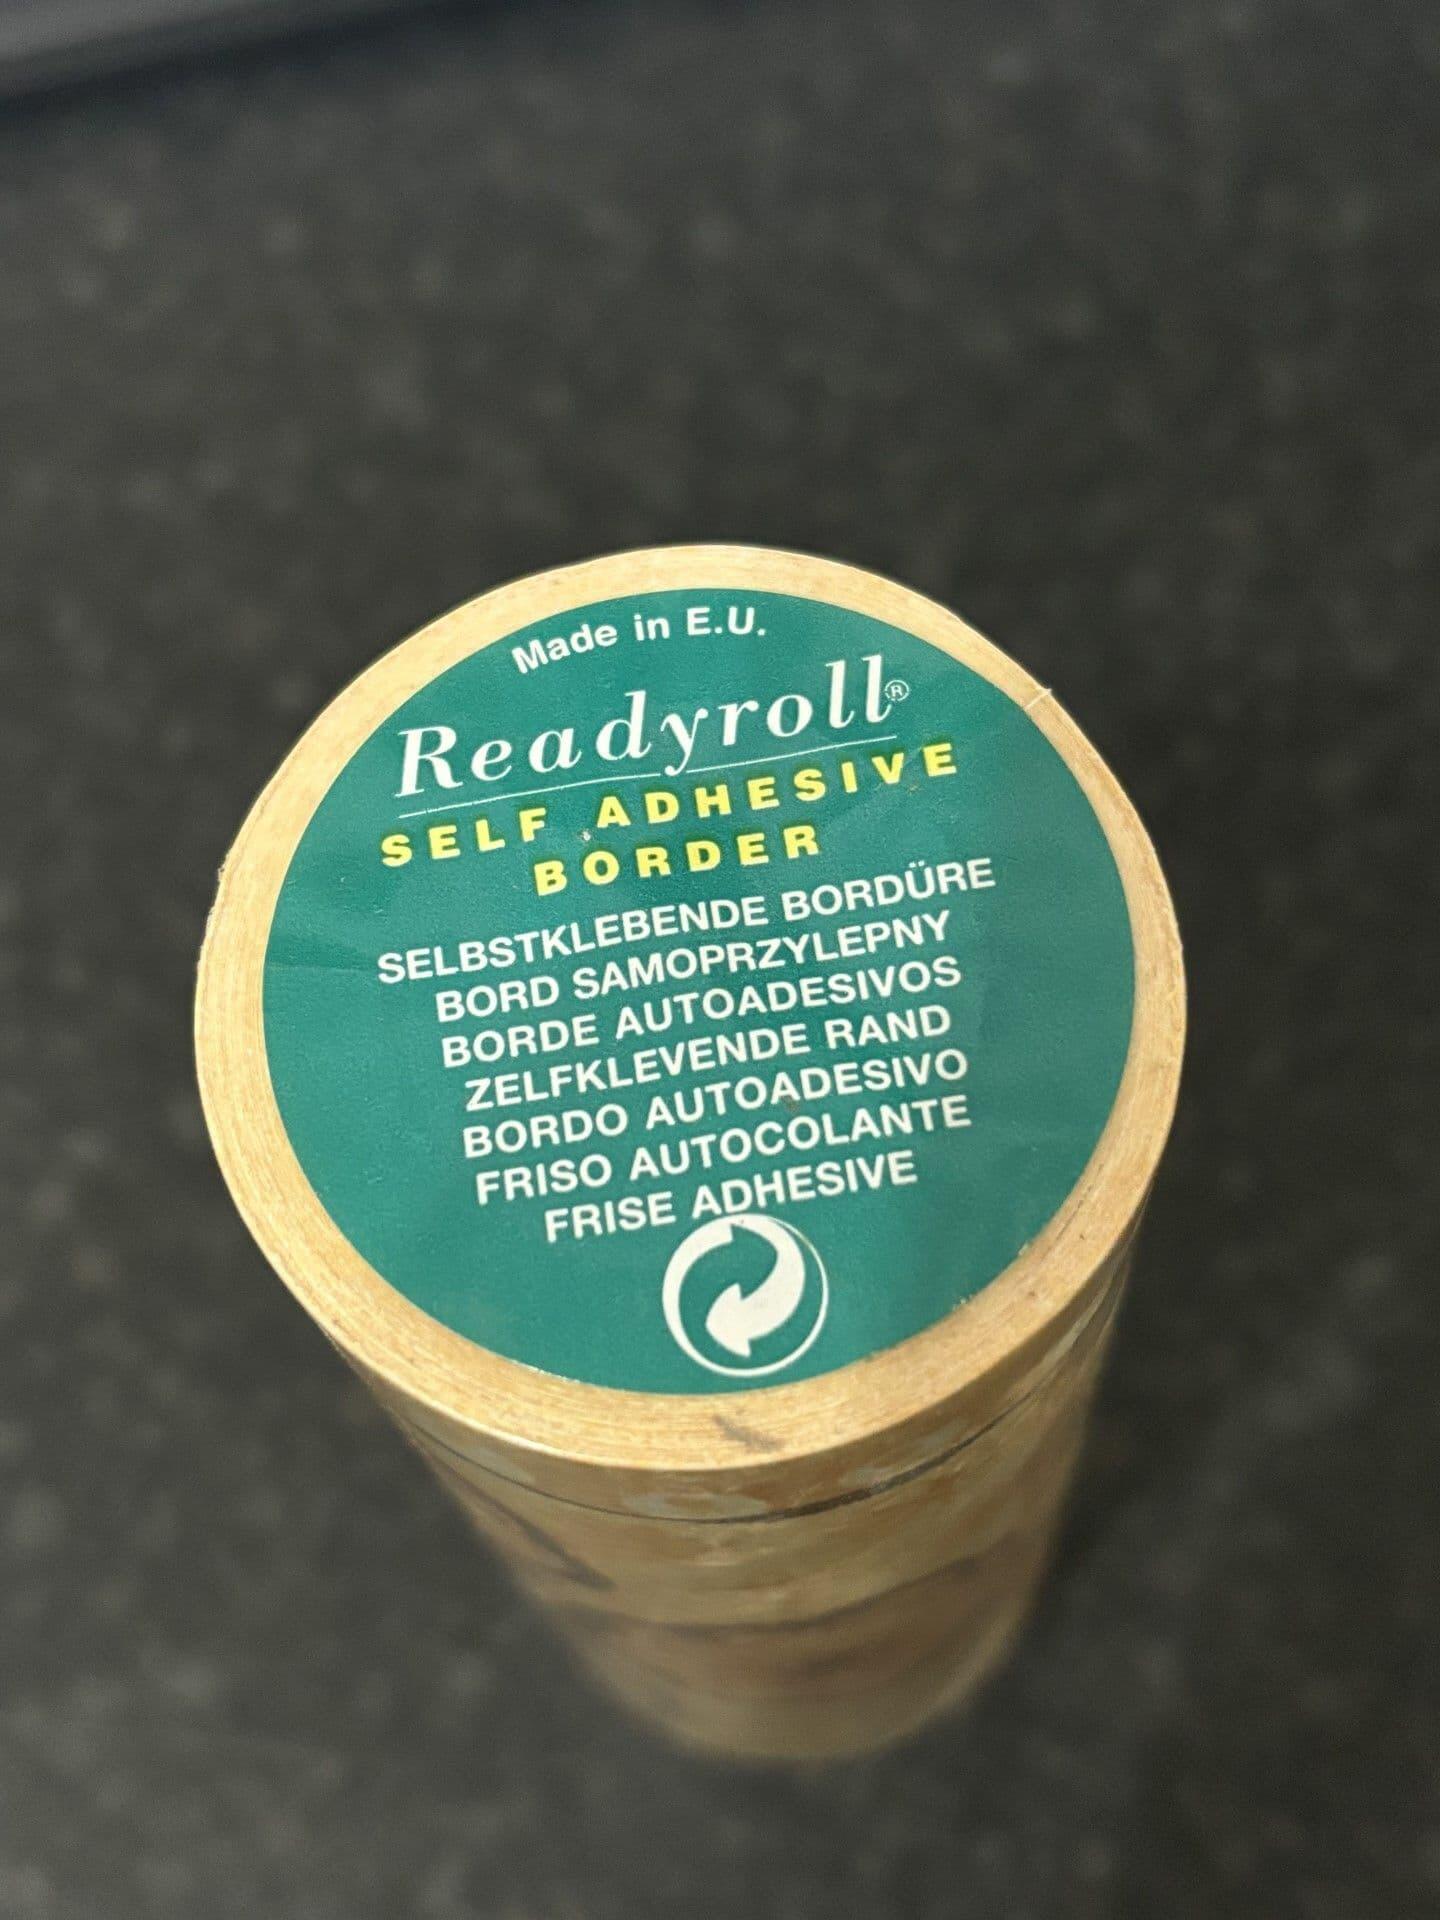 Made in E.U.
Readyroll®
SELF ADHESIVE
BORDER
SELBSTKLEBENDE BORDÜRE
BORD SAMOPRZYLEPNY
BORDE AUTOADESIVOS
ZELFKLEVENDE RAND
BORDO AUTOADESIVO
FRISO AUTOCOLANTE
FRISE ADHESIVE